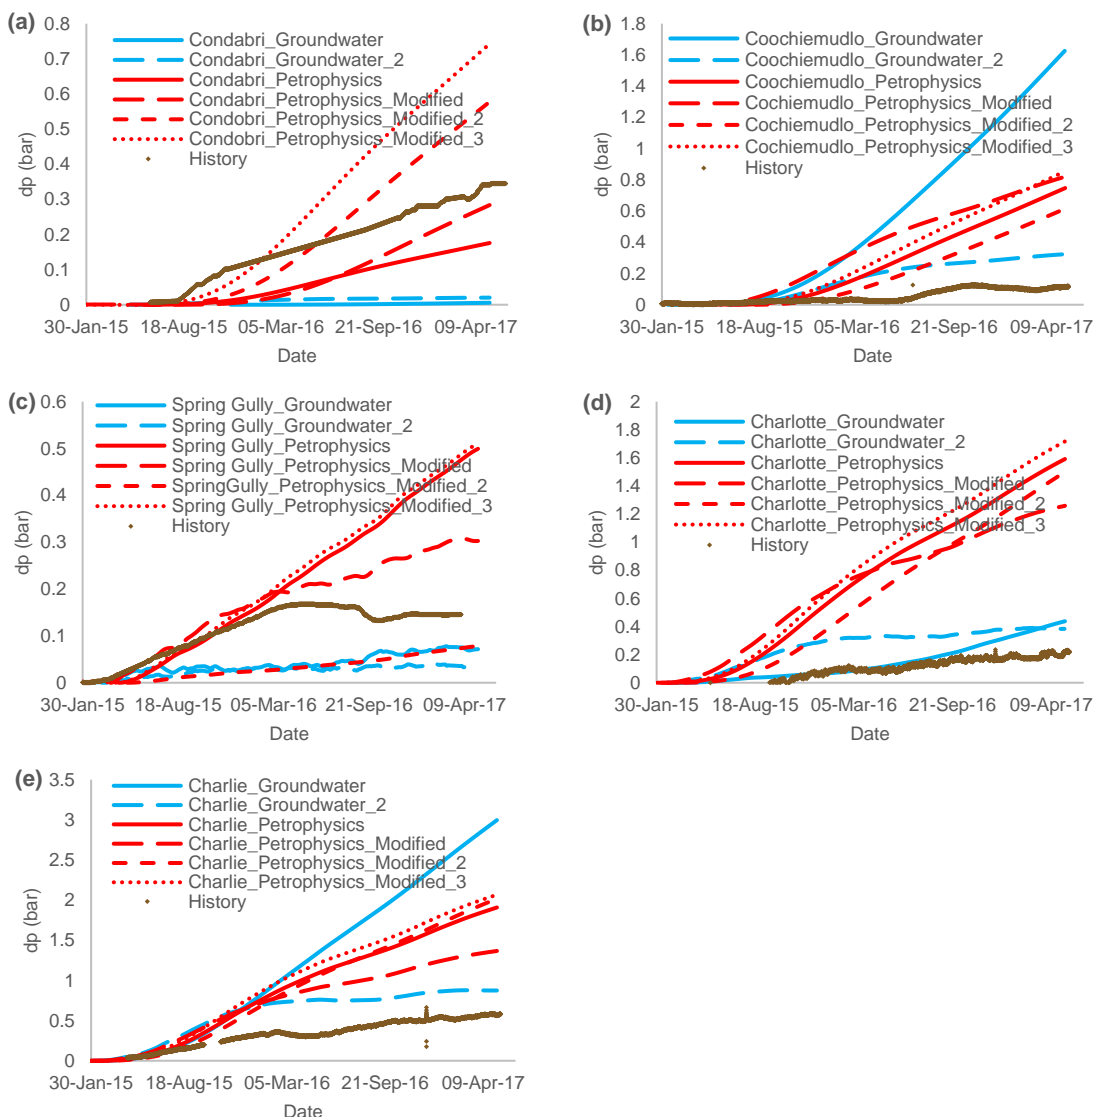 (a)
0.8
0.7
0.6
0.5
0.4
0.3
0.2
0.1
0
dp (bar)
Condabri_Groundwater
Condabri_Groundwater_2
Condabri_Petrophysics
Condabri_Petrophysics_Modified
Condobri_Petrophysics_Modified_2
Condobri_Petrophysics_Modified_3
History
30-Jan-15 18-Aug-15 05-Mar-16 21-Sep-16 09-Apr-17
Date
(b)
1.8
1.6
1.4
1.2
1
0.8
0.6
0.4
0.2
0
dp (bar)
Coochiemudlo_Groundwater
Coochiemudlo_Groundwater_2
Coochiemudlo_Petrophysics
Cochiemudlo_Petrophysics_Modified
Cochiemudlo_Petrophysics_Modified_2
Cochiemudlo_Petrophysics_Modified_3
History
30-Jan-15 18-Aug-15 05-Mar-16 21-Sep-16 09-Apr-17
Date
(c)
0.6
0.5
0.4
0.3
0.2
0.1
0
dp (bar)
Spring Gully_Groundwater
Spring Gully_Groundwater_2
Spring Gully_Petrophysics
Spring Gully_Petrophysics_Modified
SpringGully_Petrophysics_Modified_2
Spring Gully_Petrophysics_Modified_3
History
30-Jan-15 18-Aug-15 05-Mar-16 21-Sep-16 09-Apr-17
Date
(d)
2
1.8
1.6
1.4
1.2
1
0.8
0.6
0.4
0.2
0
dp (bar)
Charlotte_Groundwater
Charlotte_Groundwater_2
Charlotte_Petrophysics
Charlotte_Petrophysics_Modified
Charlotte_Petrophysics_Modified_2
Charlotte_Petrophysics_Modified_3
History
30-Jan-15 18-Aug-15 05-Mar-16 21-Sep-16 09-Apr-17
Date
(e)
3.5
3
2.5
2
1.5
1
0.5
0
dp (bar)
Charlie_Groundwater
Charlie_Groundwater_2
Charlie_Petrophysics
Charlie_Petrophysics_Modified
Charlie_Petrophysics_Modified_2
Charlie_Petrophysics_Modified_3
History
30-Jan-15 18-Aug-15 05-Mar-16 21-Sep-16 09-Apr-17
Date